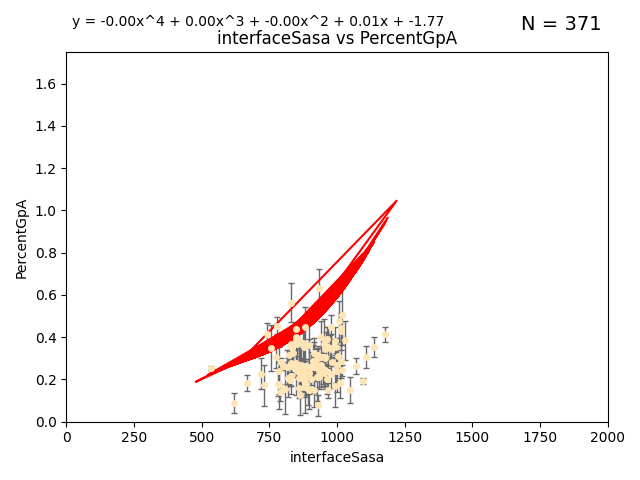 y = -0.00x^4 + 0.00x^3 + -0.00x^2 + 0.01x + -1.77
N = 371
interfaceSasa vs PercentGpA
PercentGpA
1.6
1.4
1.2
1.0
0.8
0.6
0.4
0.2
0.0
0 250 500 750 1000 1250 1500 1750 2000
interfaceSasa